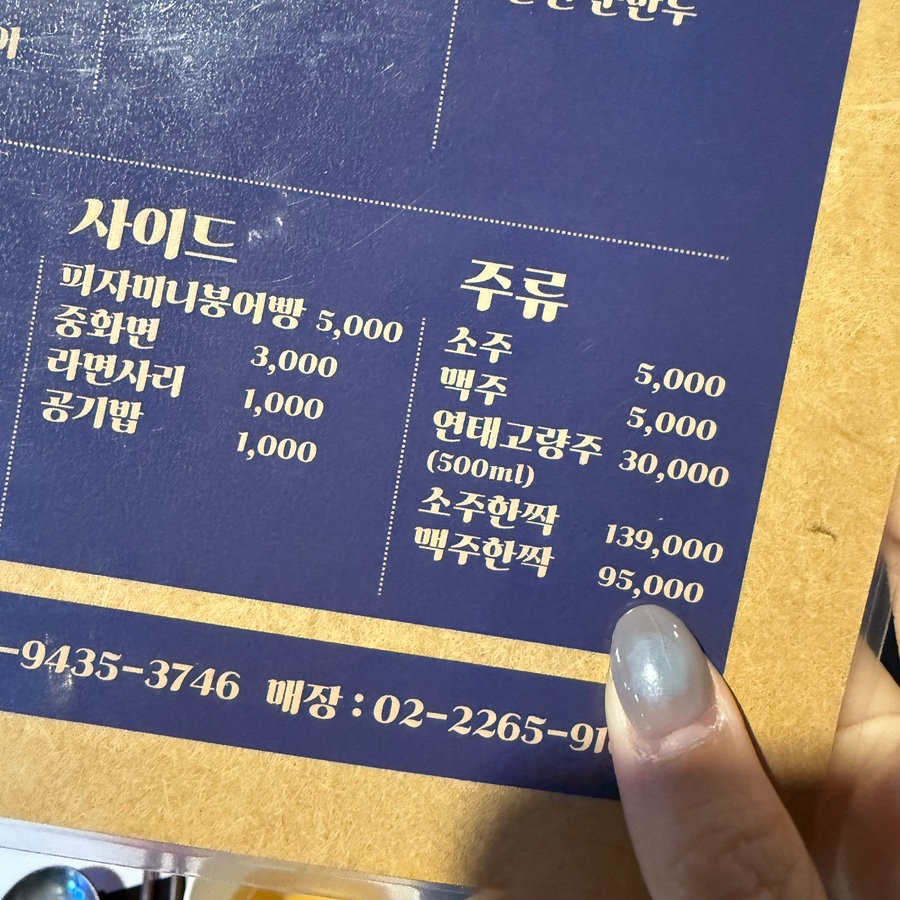 사이드
피자미니붕어빵 5,000
중화면 3,000
라면사리 1,000
공기밥 1,000
주류
소주 5,000
맥주 5,000
연태고량주 30,000
(500ml)
소주한짝 139,000
맥주한짝 95,000
-9435-3746 매장 : 02-2265-91